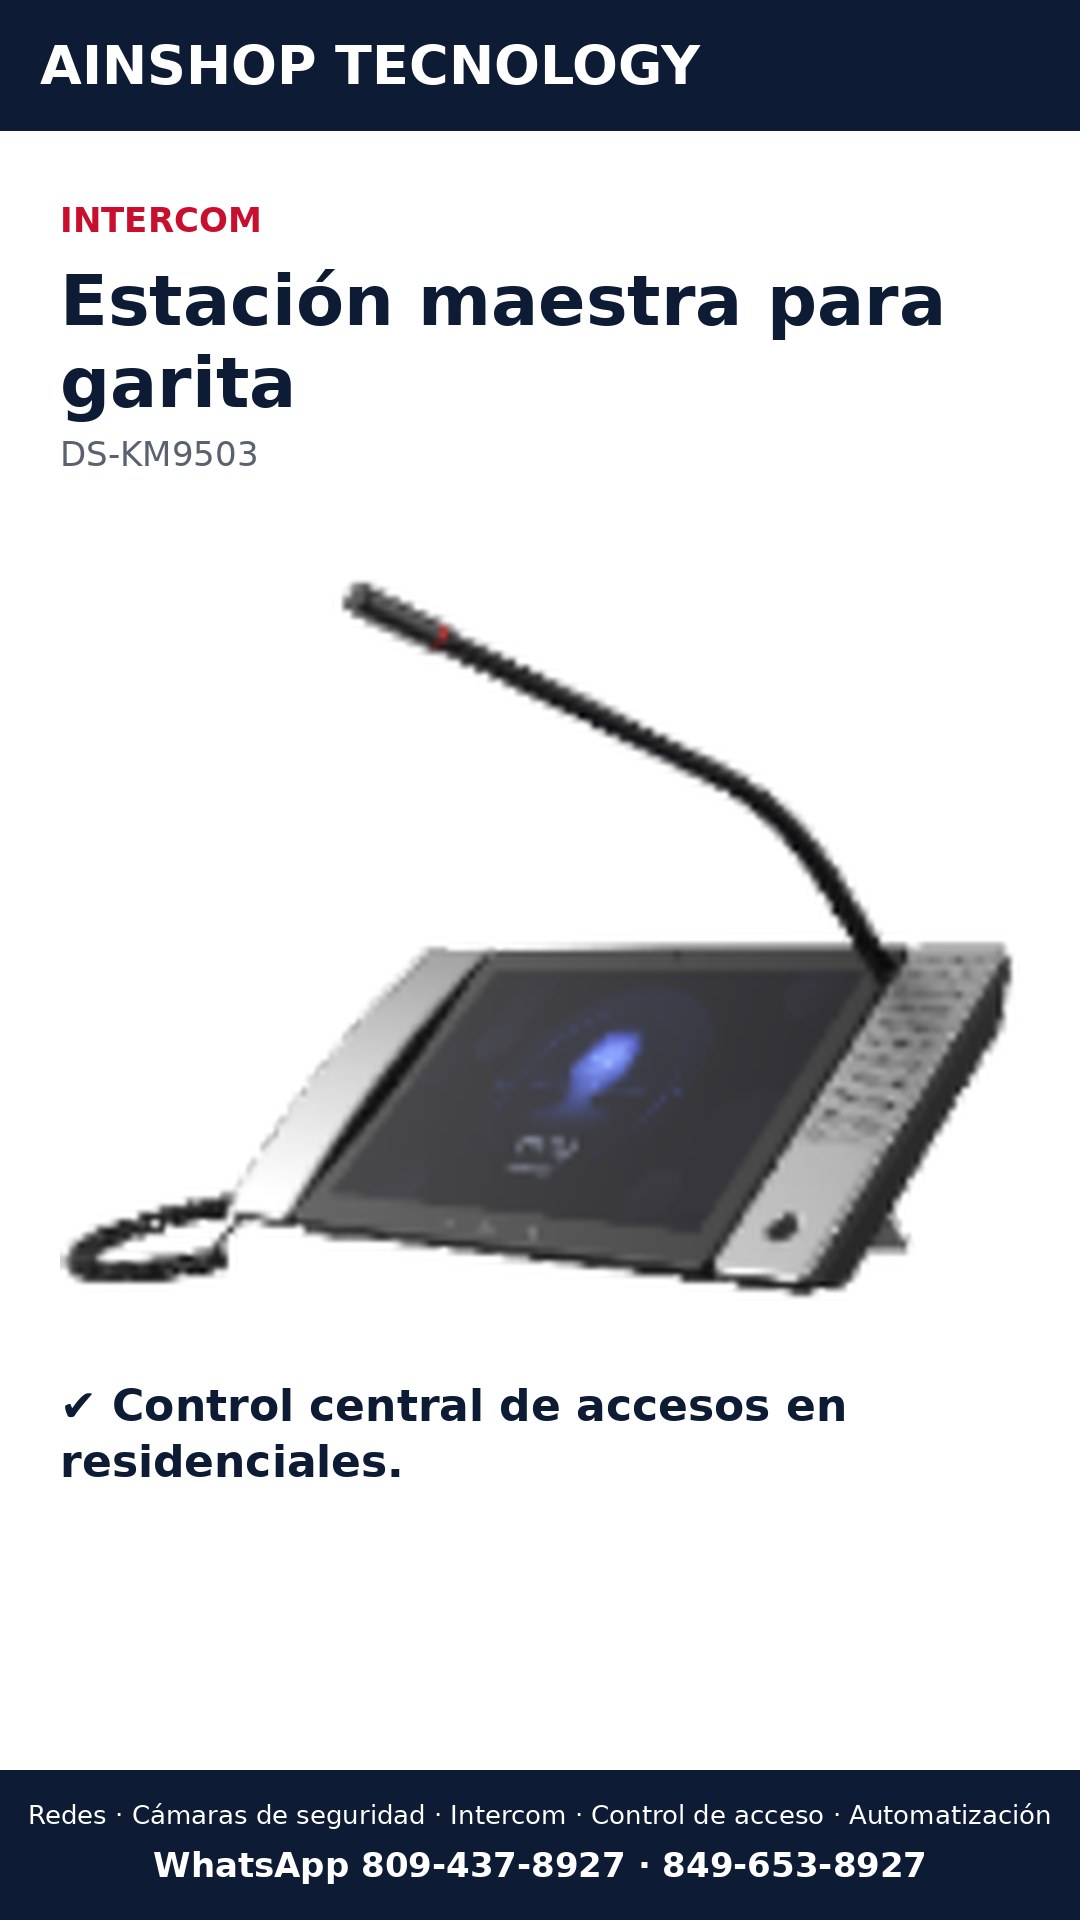 AINSHOP TECNOLOGY
INTERCOM
Estación maestra para
garita
DS-KM9503
✔ Control central de accesos en
residenciales.
Redes · Cámaras de seguridad · Intercom · Control de acceso · Automatización
WhatsApp 809-437-8927 · 849-653-8927